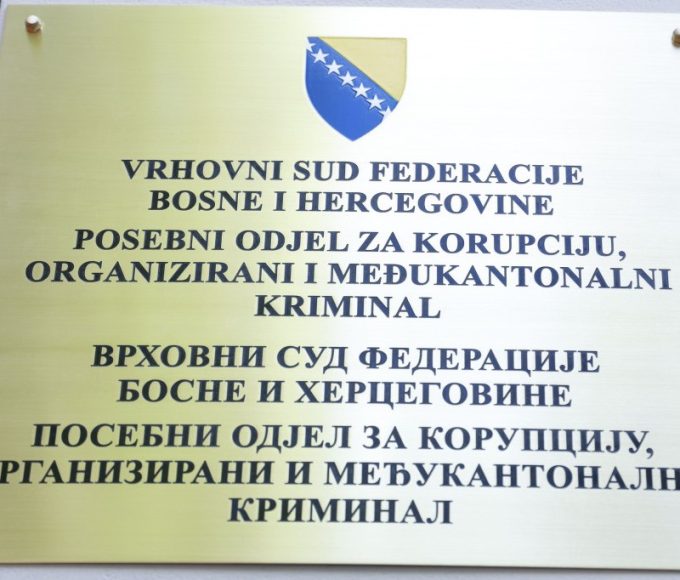 VRHOVNI SUD FEDERACIJE
BOSNE I HERCEGOVINE
POSEBNI ODJEL ZA KORUPCIJU,
ORGANIZIRANI I MEĐUKANTONALNI
KRIMINAL
ВРХОВНИ СУД ФЕДЕРАЦИЈЕ
БОСНЕ И ХЕРЦЕГОВИНЕ
ПОСЕБНИ ОДЈЕЛ ЗА КОРУПЦИЈУ,
РГАНИЗИРАНИ И МЕЂУКАНТОНАЛН
КРИМИНАЛ